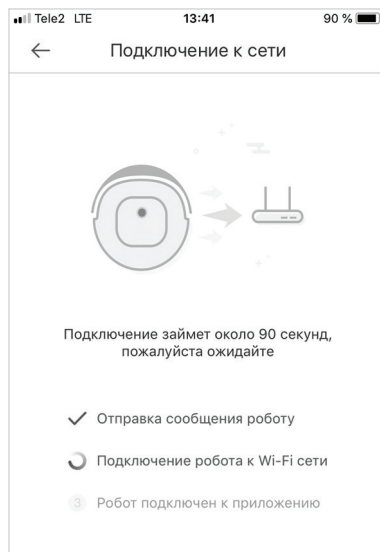 Tele2 LTE 13:41 90 %
Подключение к сети
Подключение займет около 90 секунд,
пожалуйста ожидайте
Отправка сообщения роботу
Подключение робота к Wi-Fi сети
3 Робот подключен к приложению